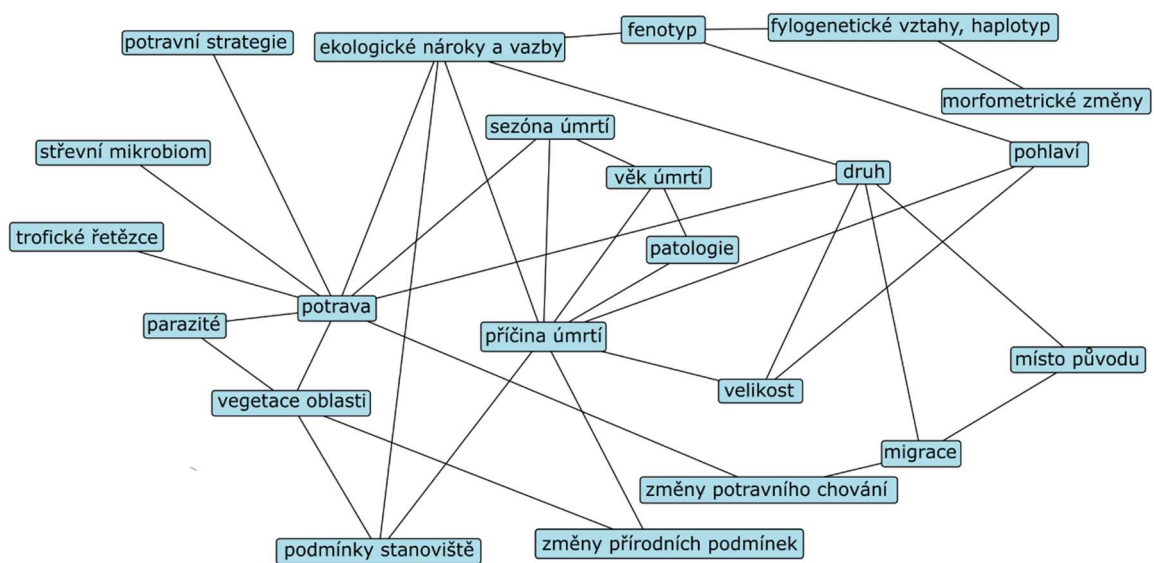 fenotyp
fylogenetické vztahy, haplotyp
potravní strategie
ekologické nároky a vazby
morfometrické změny
sezóna úmrtí
střevní mikrobiom
pohlaví
věk úmrtí
druh
trofické řetězce
patologie
potrava
parazité
příčina úmrtí
místo původu
velikost
vegetace oblasti
migrace
změny potravního chování
podmínky stanoviště
změny přírodních podmínek